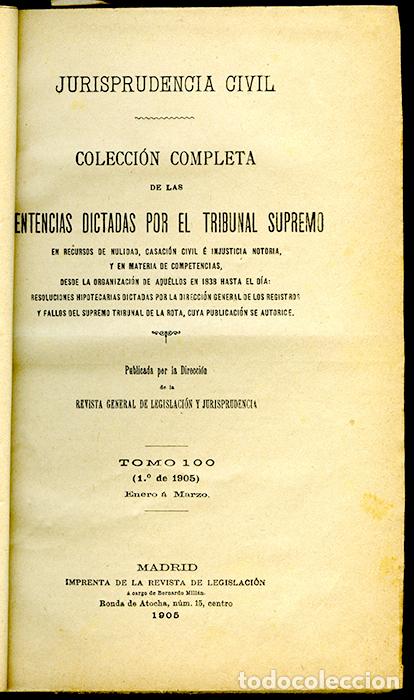 JURISPRUDENCIA CIVIL
COLECCIÓN COMPLETA
DE LAS
ENTENCIAS DICTADAS POR EL TRIBUNAL SUPREMO
EN RECURSOS DE NULIDAD, CASACIÓN CIVIL É INJUSTICIA NOTORIA,
Y EN MATERIA DE COMPETENCIAS,
DESDE LA ORGANIZACIÓN DE AQUÉLLOS EN 1838 HASTA EL DÍA:
RESOLUCIONES HIPOTECARIAS DICTADAS POR LA DIRECCIÓN GENERAL DE LOS REGISTROS
Y FALLOS DEL SUPREMO TRIBUNAL DE LA ROTA, CUYA PUBLICACIÓN SE AUTORICE.
Publicada por la Dirección
de la
REVISTA GENERAL DE LEGISLACIÓN Y JURISPRUDENCIA
TOMO 100
(1.º de 1905)
Enero á Marzo.
MADRID
IMPRENTA DE LA REVISTA DE LEGISLACIÓN
á cargo de Bernardo Millán.
Ronda de Atocha, núm. 15, centro
1905
todocoleccion